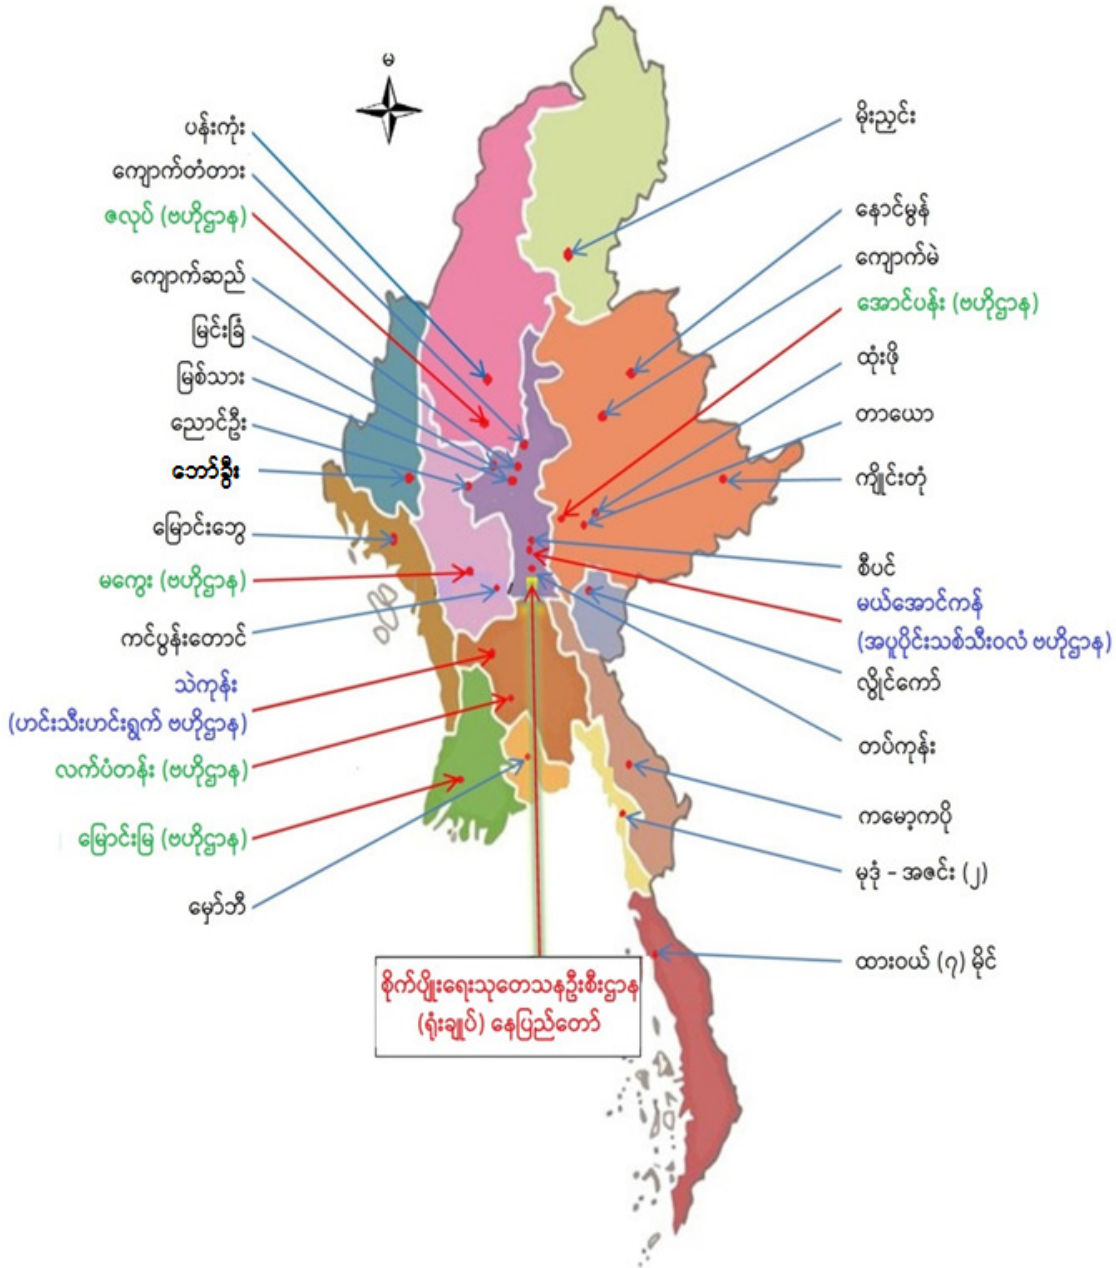 မ
ပန်းကုံး
ကျောက်တံတား
ဇလုပ် (ဗဟိုဌာန)
ကျောက်ဆည်
မြင်းခြံ
မြစ်သား
ညောင်ဦး
ဘော်ခွီး
မြောင်းဘွေ
မကွေး (ဗဟိုဌာန)
ကင်ပွန်းတောင်
သဲကုန်း
(ဟင်းသီးဟင်းရွက် ဗဟိုဌာန)
လက်ပံတန်း (ဗဟိုဌာန)
မြောင်းမြ (ဗဟိုဌာန)
မှော်ဘီ
မိုးညှင်း
နောင်မွန်
ကျောက်မဲ
အောင်ပန်း (ဗဟိုဌာန)
ထုံးဖို
တာယော
ကျိုင်းတုံ
စီပင်
မယ်အောင်ကန်
(အပူပိုင်းသစ်သီးဝလံ ဗဟိုဌာန)
လွိုင်ကော်
တပ်ကုန်း
ကမော့ကပို
မုဒုံ - အဇင်း (၂)
ထားဝယ် (၇) မိုင်
စိုက်ပျိုးရေးသုတေသနဦးစီးဌာန
(ရုံးချုပ်) နေပြည်တော်